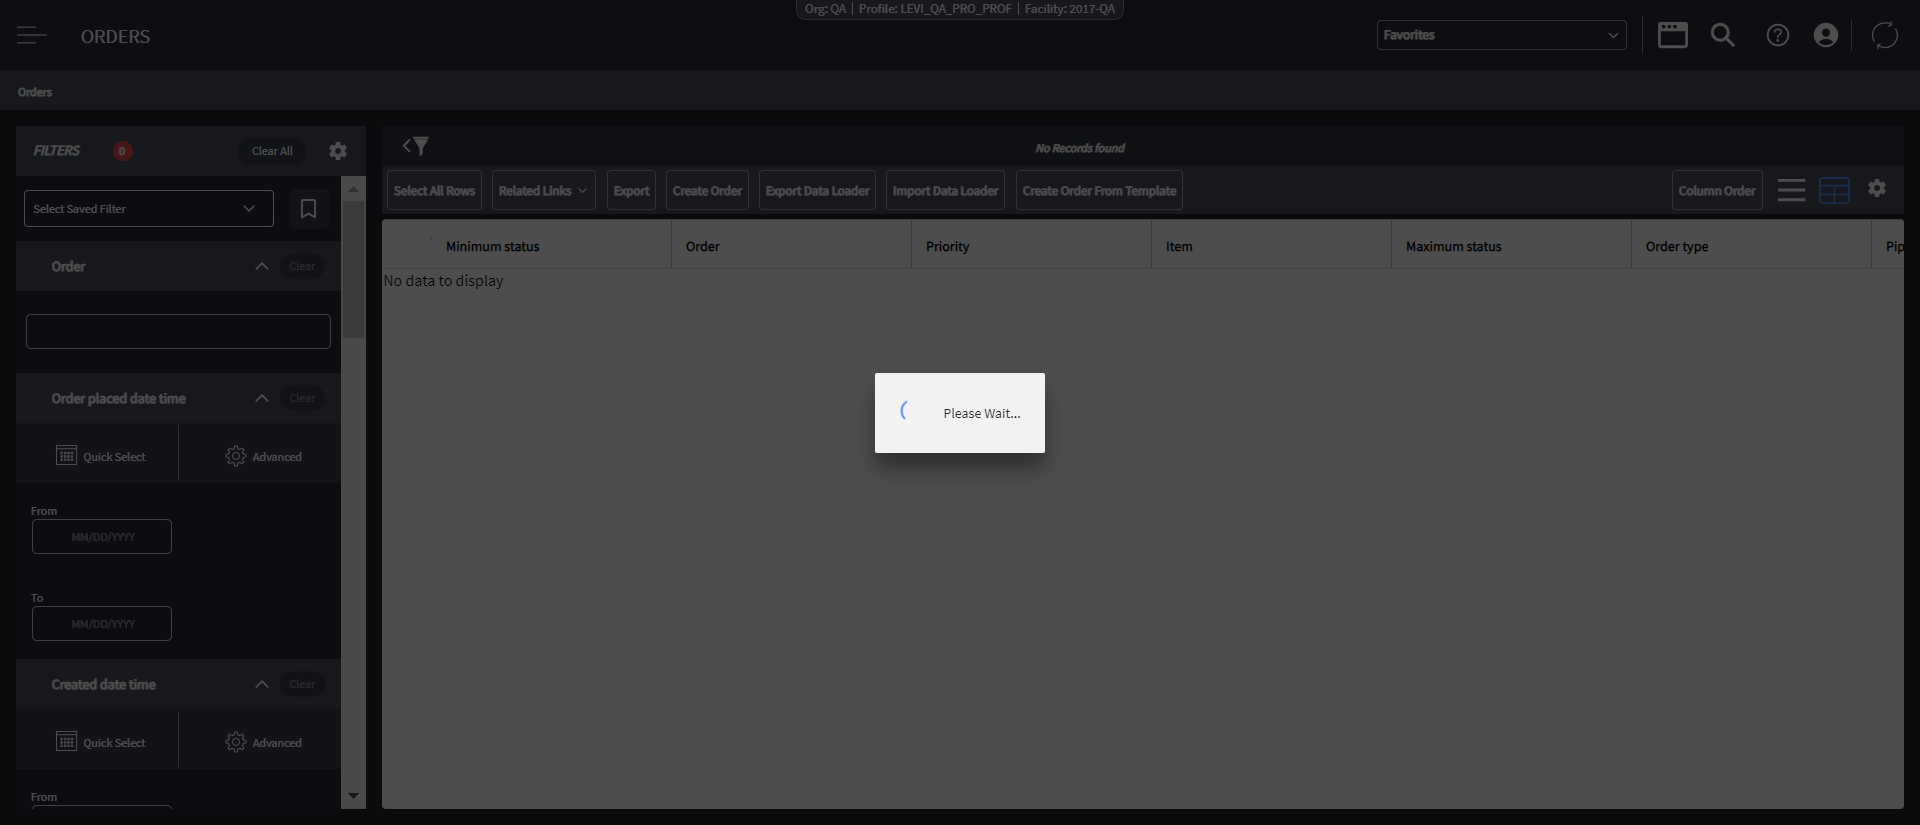 Org: QA | Profile: LEVI_QA_PRO_PROF | Facility: 2017-QA
ORDERS
Favorites
Orders
FILTERS 0 Clear All
No Records found
Select All Rows Related Links Export Create Order Export Data Loader Import Data Loader Create Order From Template Column Order
Select Saved Filter
Minimum status Order Priority Item Maximum status Order type Pip
No data to display
Order Clear
Order placed date time Clear
Quick Select Advanced
From
MM/DD/YYYY
To
MM/DD/YYYY
Created date time Clear
Quick Select Advanced
From
Please Wait...